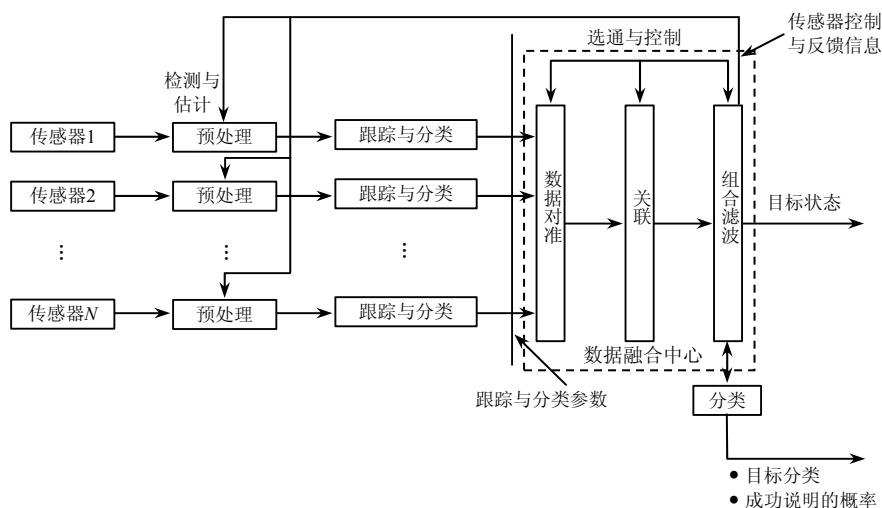 传感器控制
与反馈信息
选通与控制
检测与
估计
传感器1
预处理
跟踪与分类
传感器2
预处理
跟踪与分类
数据对准
关联
组合滤波
目标状态
⋮
⋮
⋮
传感器N
预处理
跟踪与分类
数据融合中心
跟踪与分类参数
分类
● 目标分类
● 成功说明的概率